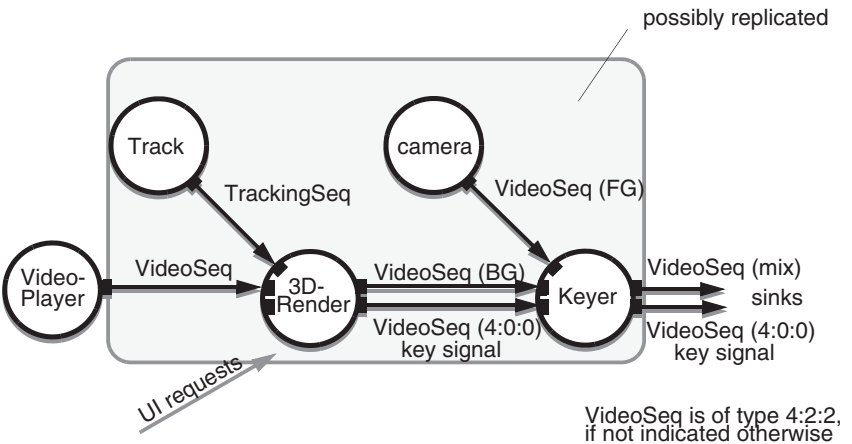 possibly replicated
Track
camera
TrackingSeq
VideoSeq (FG)
Video-
Player
VideoSeq
3D-
Render
VideoSeq (BG)
VideoSeq (4:0:0)
key signal
Keyer
VideoSeq (mix)
sinks
VideoSeq (4:0:0)
key signal
UI requests
VideoSeq is of type 4:2:2,
if not indicated otherwise